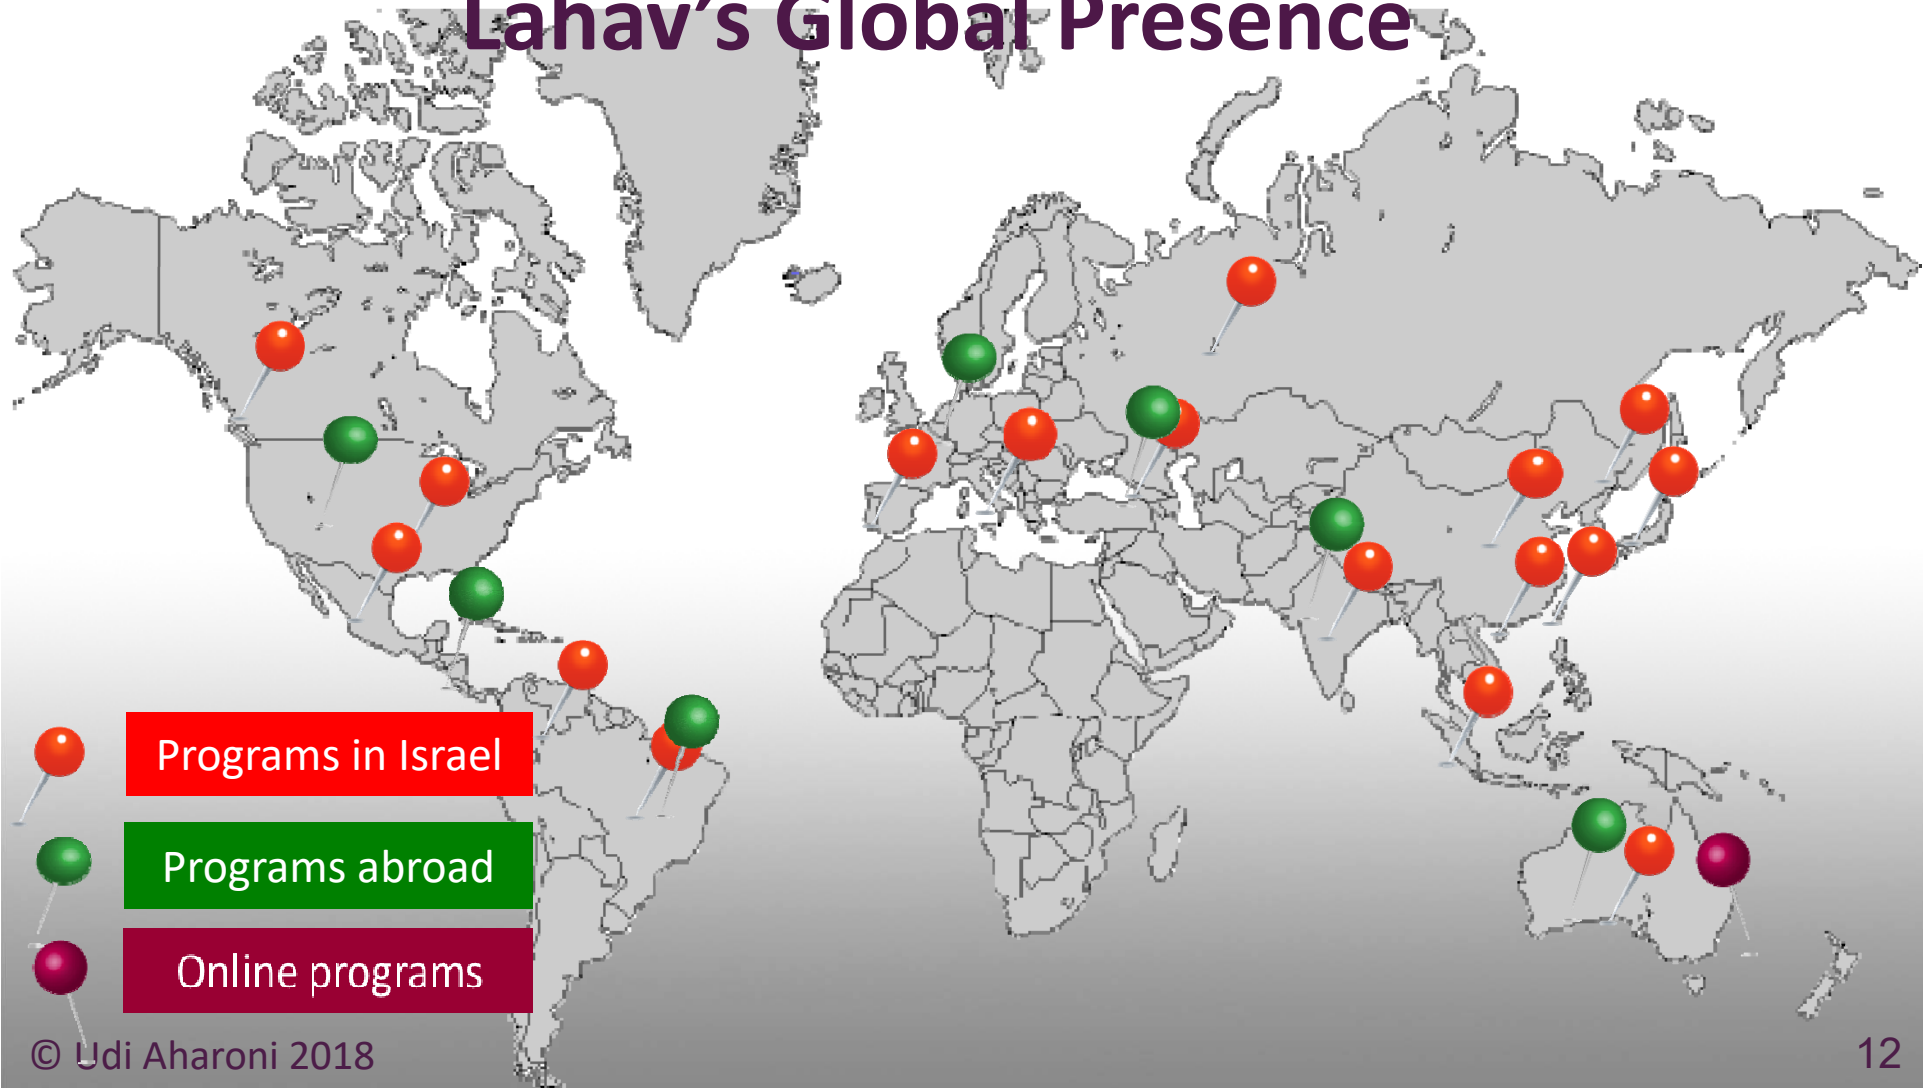 Lahav's Global Presence
Programs in Israel
Programs abroad
Online programs
© Udi Aharoni 2018
12